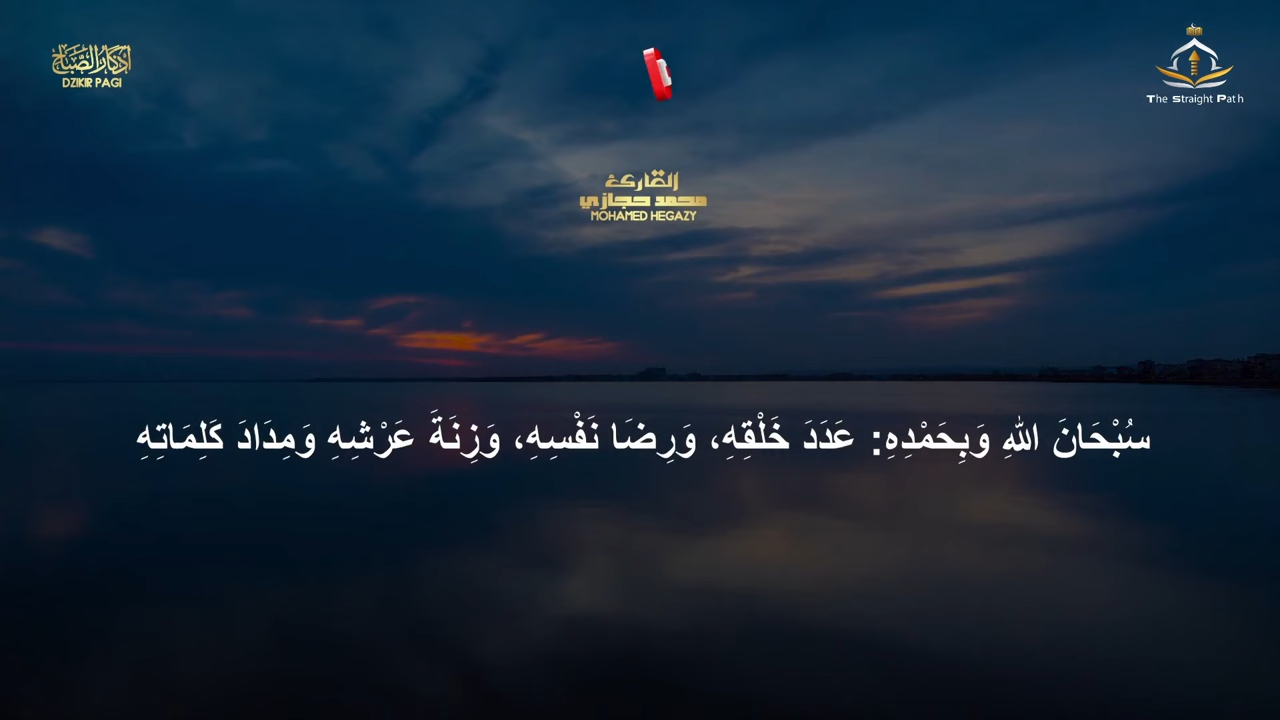 أذكار الصباح
DZIKIR PAGI
The Straight Path
القارئ
محمد حجازي
MOHAMED HEGAZY
سُبْحَانَ اللهِ وَبِحَمْدِهِ: عَدَدَ خَلْقِهِ، وَرِضَا نَفْسِهِ، وَزِنَةَ عَرْشِهِ وَمِدَادَ كَلِمَاتِهِ